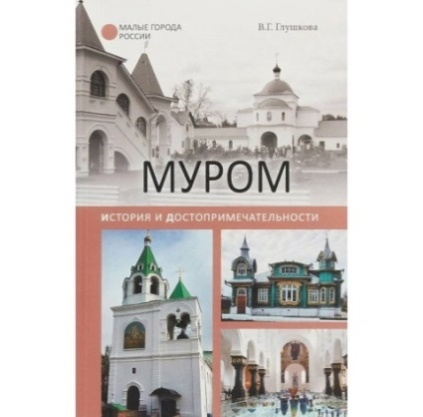 МАЛЫЕ ГОРОДА
РОССИИ
В.Г. Глушкова
МУРОМ
ИСТОРИЯ И ДОСТОПРИМЕЧАТЕЛЬНОСТИ